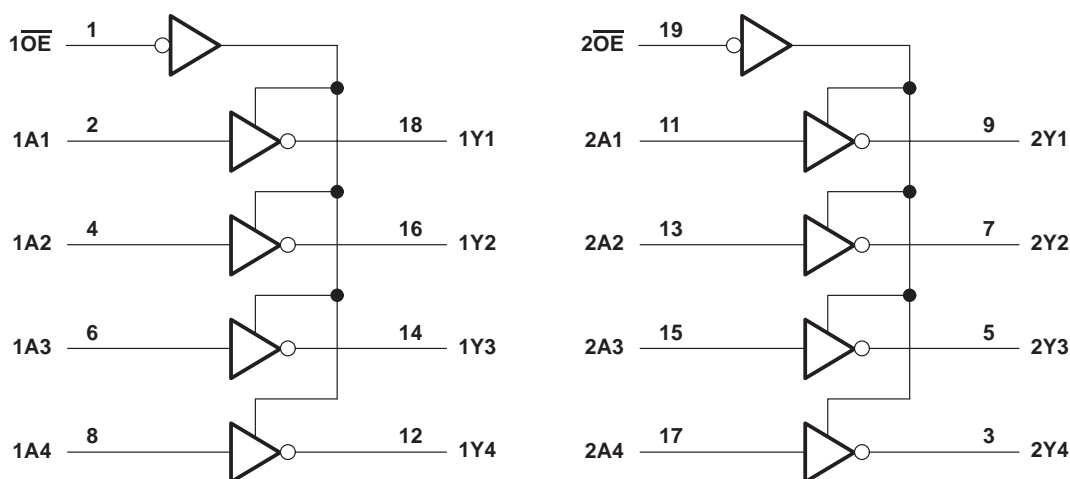 1OE 1 2OE 19
1A1 2 18 1Y1 2A1 11 9 2Y1
1A2 4 16 1Y2 2A2 13 7 2Y2
1A3 6 14 1Y3 2A3 15 5 2Y3
1A4 8 12 1Y4 2A4 17 3 2Y4